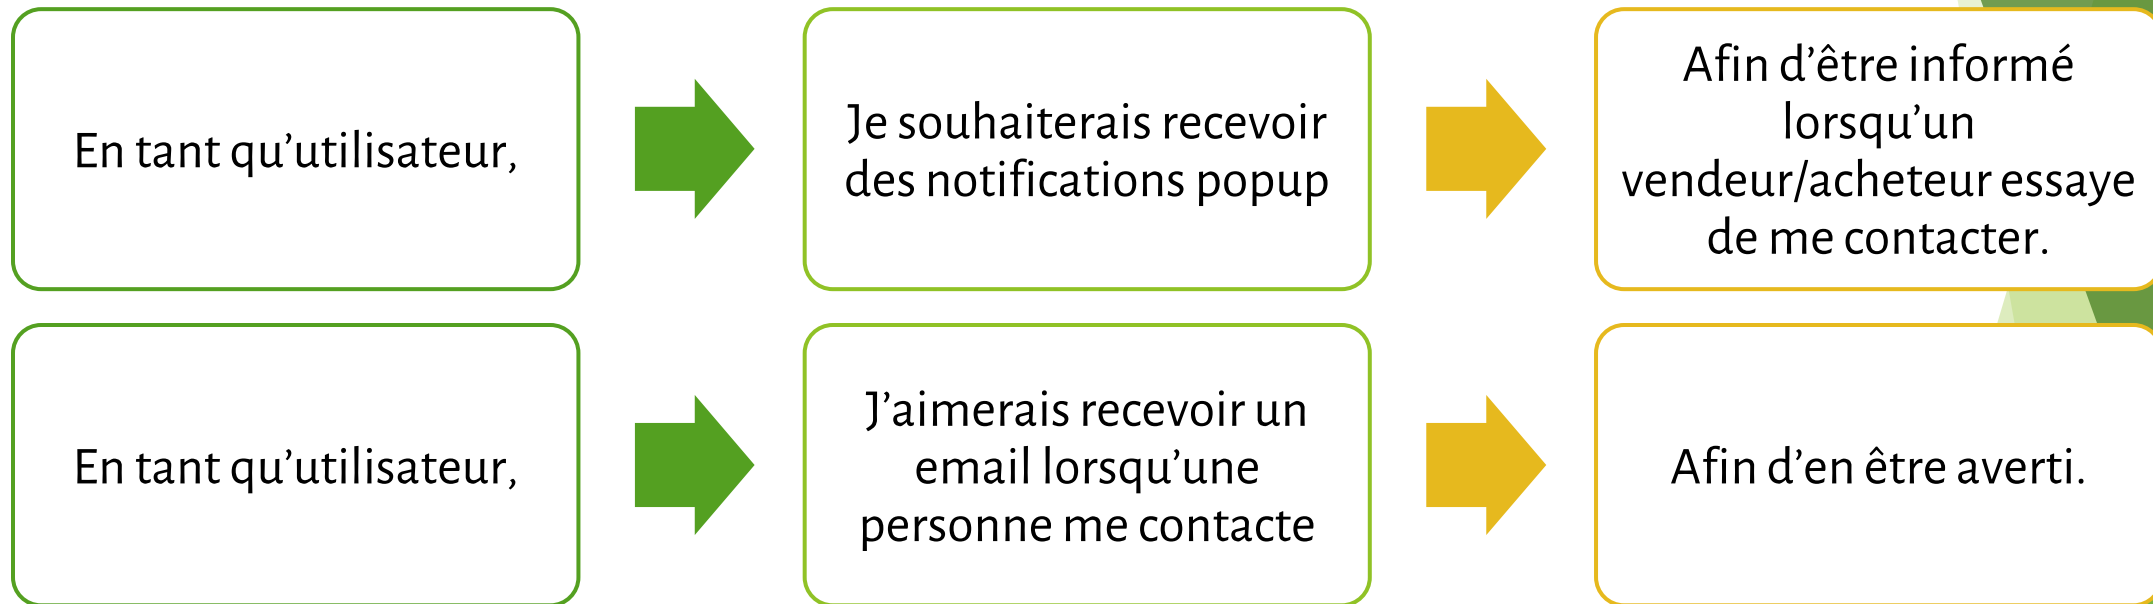 En tant qu’utilisateur,
Je souhaiterais recevoir
des notifications popup
Afin d’être informé
lorsqu’un
vendeur/acheteur essaye
de me contacter.
En tant qu’utilisateur,
J’aimerais recevoir un
email lorsqu’une
personne me contacte
Afin d’en être averti.